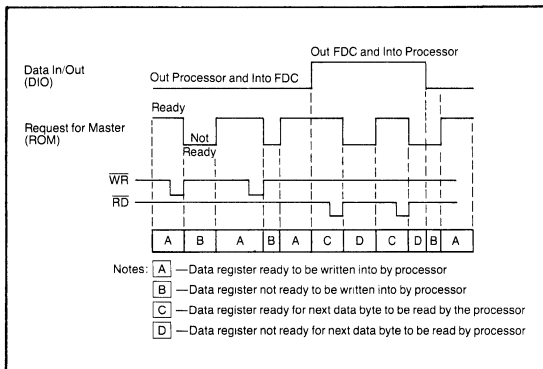 Out FDC and Into Processor
Data In/Out
(DIO)
Out Processor and Into FDC
Ready
Request for Master
(ROM)
Not
Ready
WR
RD
A B A B A C D C D B A
Notes: A —Data register ready to be written into by processor
B —Data register not ready to be written into by processor
C —Data register ready for next data byte to be read by the processor
D —Data register not ready for next data byte to be read by processor